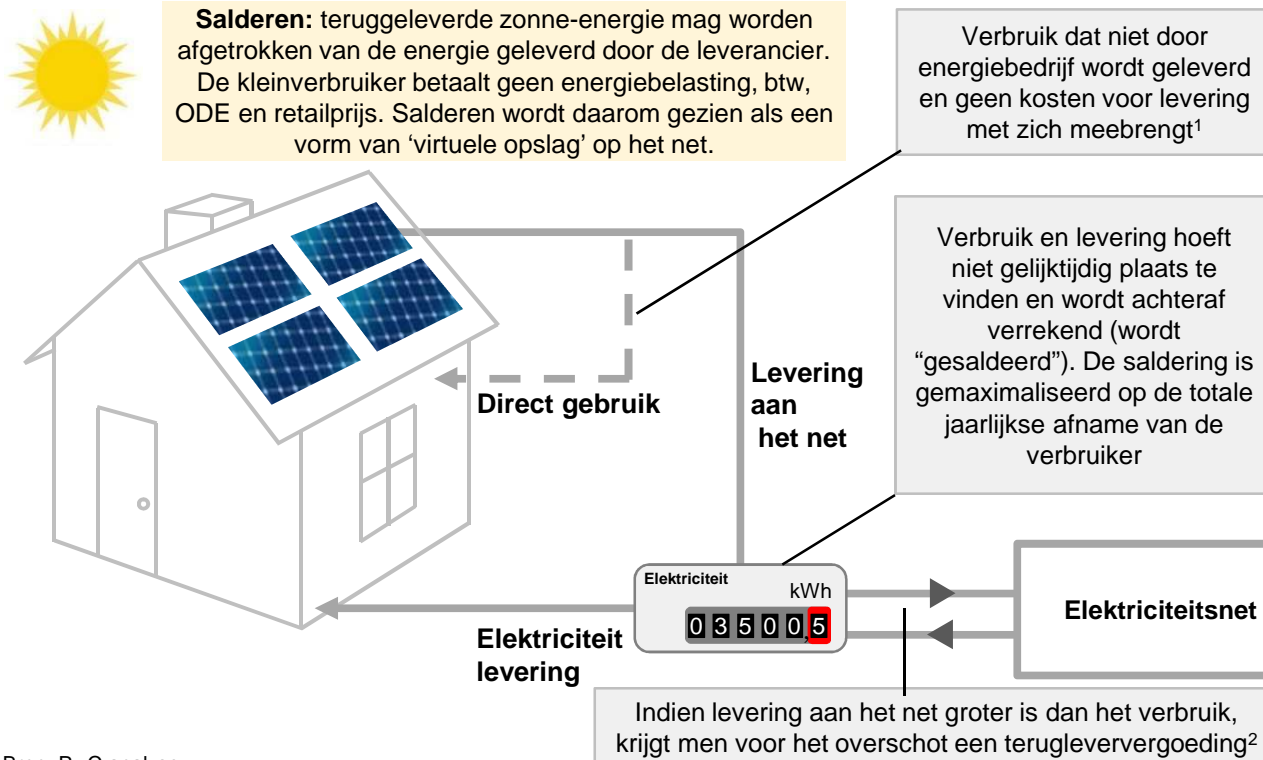 Salderen: teruggeleverde zonne-energie mag worden
afgetrokken van de energie geleverd door de leverancier.
De kleinverbruiker betaalt geen energiebelasting, btw,
ODE en retailprijs. Salderen wordt daarom gezien als een
vorm van ‘virtuele opslag’ op het net.
Verbruik dat niet door
energiebedrijf wordt geleverd
en geen kosten voor levering
met zich meebrengt¹
Verbruik en levering hoeft
niet gelijktijdig plaats te
vinden en wordt achteraf
verrekend (wordt
“gesaldeerd”). De saldering is
gemaximaliseerd op de totale
jaarlijkse afname van de
verbruiker
Direct gebruik
Levering
aan
het net
Elektriciteit
kWh
03500,5
Elektriciteit
levering
Elektriciteitsnet
Indien levering aan het net groter is dan het verbruik,
krijgt men voor het overschot een terugleververgoeding²